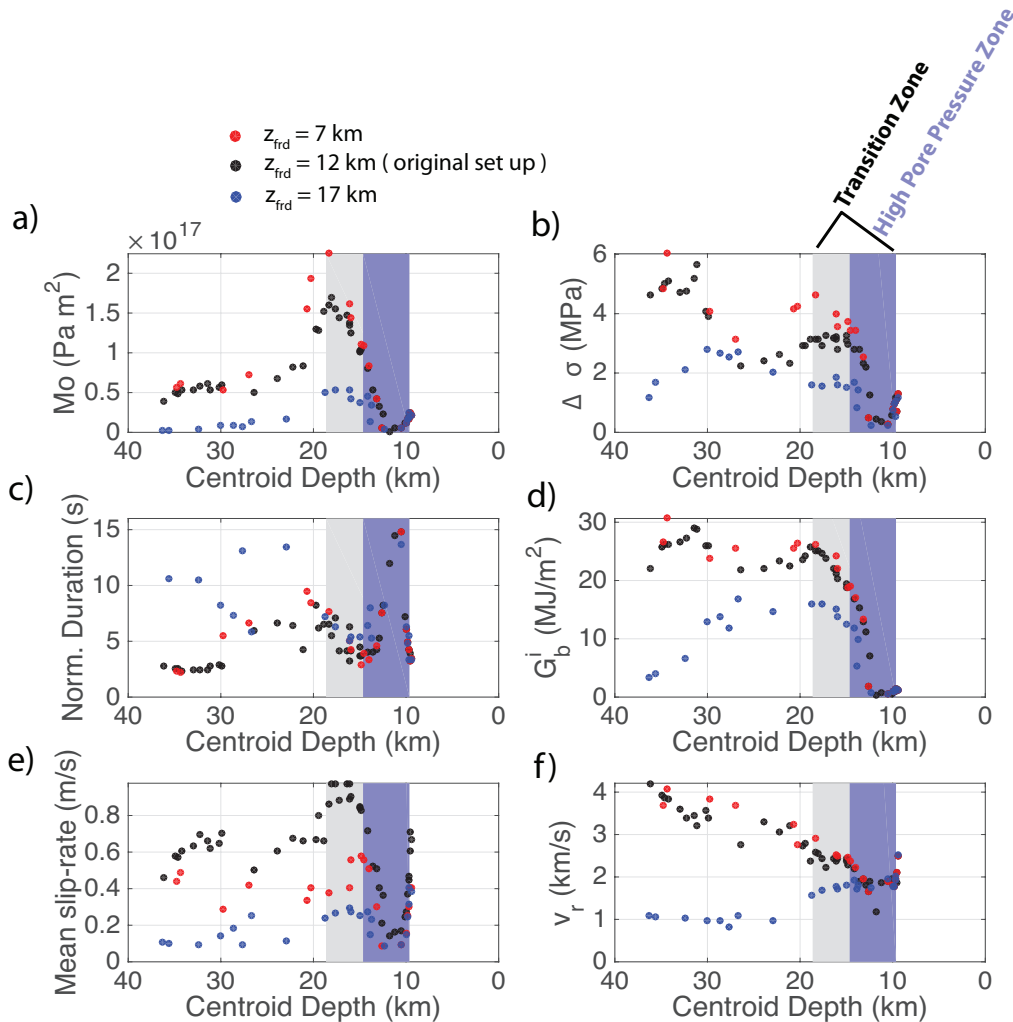 Transition Zone
High Pore Pressure Zone
z_frd = 7 km
z_frd = 12 km ( original set up )
z_frd = 17 km
a)
× 10^17
2
1.5
1
0.5
0
Mo (Pa m²)
40 30 20 10 0
Centroid Depth (km)
b)
6
4
2
0
Δ σ (MPa)
40 30 20 10 0
Centroid Depth (km)
c)
15
10
5
0
Norm. Duration (s)
40 30 20 10 0
Centroid Depth (km)
d)
30
20
10
0
G_b^i (MJ/m²)
40 30 20 10 0
Centroid Depth (km)
e)
0.8
0.6
0.4
0.2
0
Mean slip-rate (m/s)
40 30 20 10 0
Centroid Depth (km)
f)
4
3
2
1
0
v_r (km/s)
40 30 20 10 0
Centroid Depth (km)